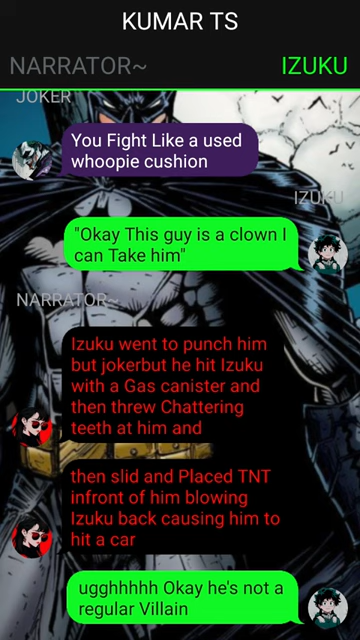 KUMAR TS
NARRATOR~ IZUKU
JOKER
You Fight Like a used
whoopie cushion
IZUKU
"Okay This guy is a clown I
can Take him"
NARRATOR~
Izuku went to punch him
but jokerbut he hit Izuku
with a Gas canister and
then threw Chattering
teeth at him and
then slid and Placed TNT
infront of him blowing
Izuku back causing him to
hit a car
ugghhhhh Okay he's not a
regular Villain